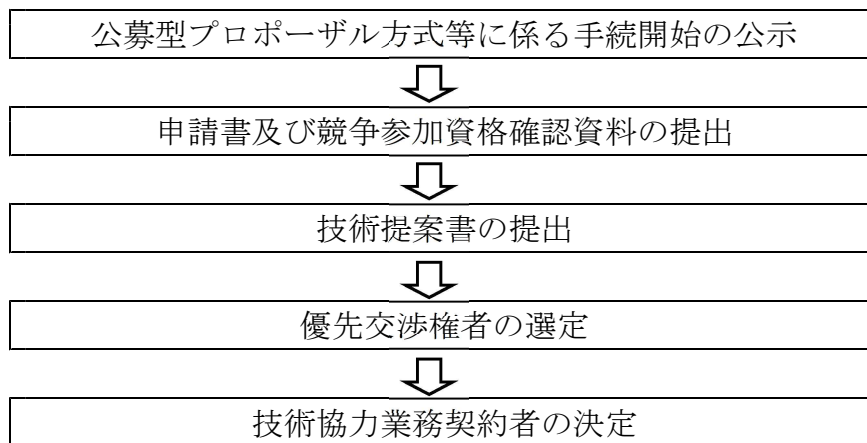 公募型プロポーザル方式等に係る手続開始の公示
申請書及び競争参加資格確認資料の提出
技術提案書の提出
優先交渉権者の選定
技術協力業務契約者の決定